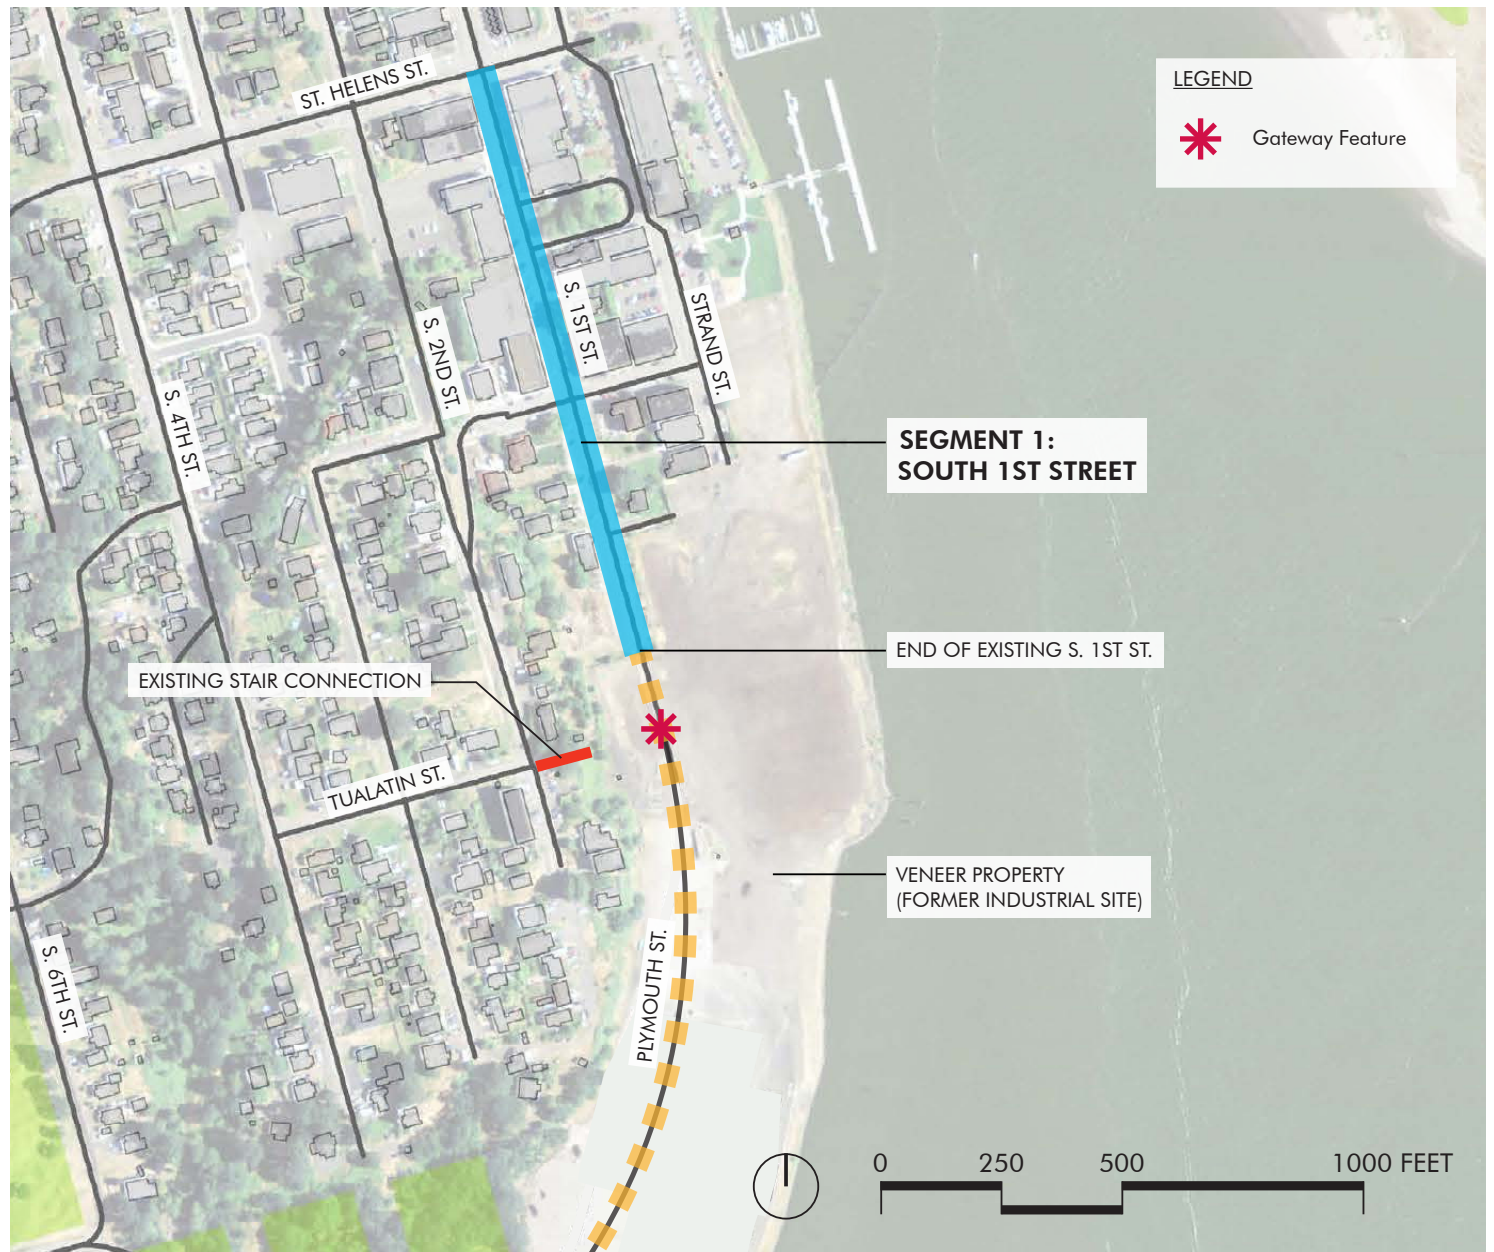 LEGEND
Gateway Feature
ST. HELENS ST.
S. 1ST ST.
STRAND ST.
S. 2ND ST.
S. 4TH ST.
SEGMENT 1:
SOUTH 1ST STREET
END OF EXISTING S. 1ST ST.
EXISTING STAIR CONNECTION
TUALATIN ST.
VENEER PROPERTY
(FORMER INDUSTRIAL SITE)
S. 6TH ST.
PLYMOUTH ST.
0 250 500 1000 FEET